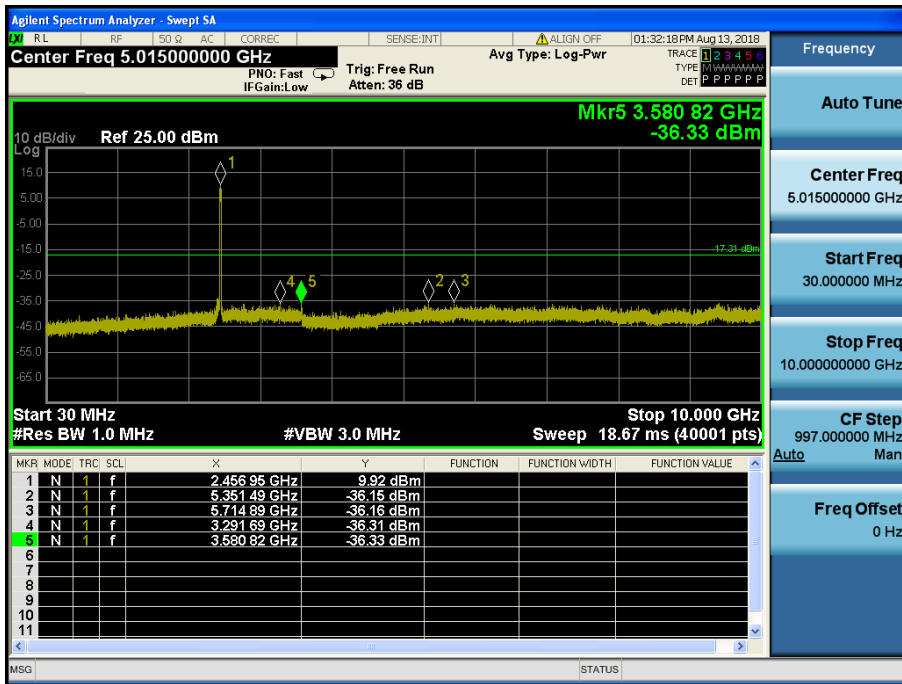 Agilent Spectrum Analyzer - Swept SA
LXI RL RF 50 Ω AC CORREC SENSE:INT ALIGN OFF 01:32:18 PM Aug 13, 2018
Center Freq 5.015000000 GHz
PNO: Fast
IFGain:Low
Trig: Free Run
Atten: 36 dB
Avg Type: Log-Pwr
TRACE 1 2 3 4 5 6
TYPE M WWWWW
DET P P P P P P
Mkr5 3.580 82 GHz
-36.33 dBm
10 dB/div Ref 25.00 dBm
Log
15.0
5.00
-5.00
-15.0
-25.0
-35.0
-45.0
-55.0
-65.0
-17.31 dBm
1
4
5
2
3
Start 30 MHz Stop 10.000 GHz
#Res BW 1.0 MHz #VBW 3.0 MHz Sweep 18.67 ms (40001 pts)
MKR MODE TRC SCL X Y FUNCTION FUNCTION WIDTH FUNCTION VALUE
1 N 1 f 2.456 95 GHz 9.92 dBm
2 N 1 f 5.351 49 GHz -36.15 dBm
3 N 1 f 5.714 89 GHz -36.16 dBm
4 N 1 f 3.291 69 GHz -36.31 dBm
5 N 1 f 3.580 82 GHz -36.33 dBm
6
7
8
9
10
11
MSG STATUS
Frequency
Auto Tune
Center Freq
5.015000000 GHz
Start Freq
30.000000 MHz
Stop Freq
10.000000000 GHz
CF Step
997.000000 MHz
Auto Man
Freq Offset
0 Hz